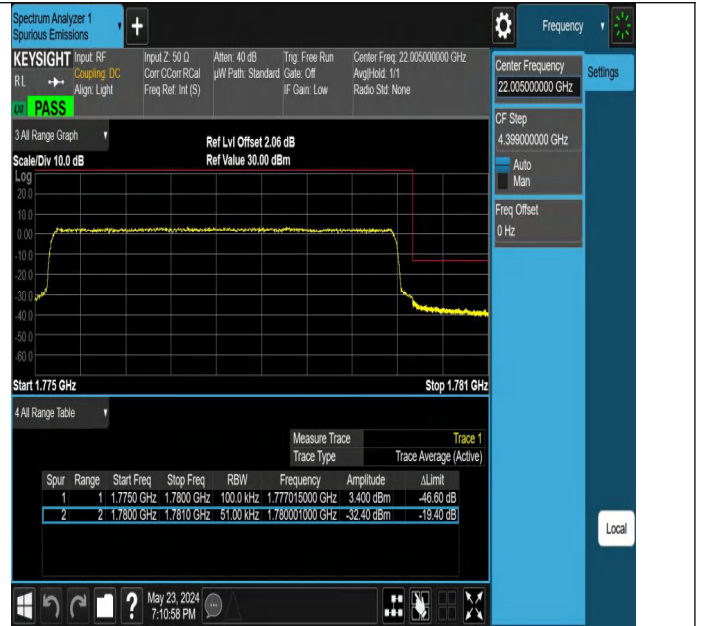 Spectrum Analyzer 1
Spurious Emissions
Frequency
KEYSIGHT
RL
PASS
Input: RF
Coupling: DC
Align: Light
Input Z: 50 Ω
Corr CCorr RCal
Freq Ref: Int (S)
Atten: 40 dB
µW Path: Standard
Trig: Free Run
Gate: Off
IF Gain: Low
Center Freq: 22.005000000 GHz
Avg|Hold: 1/1
Radio Std: None
Center Frequency
22.005000000 GHz
Settings
CF Step
4.399000000 GHz
Auto
Man
Freq Offset
0 Hz
3 All Range Graph
Scale/Div 10.0 dB
Ref Lvl Offset 2.06 dB
Ref Value 30.00 dBm
Log
20.0
10.0
0.00
-10.0
-20.0
-30.0
-40.0
-50.0
-60.0
Start 1.775 GHz
Stop 1.781 GHz
4 All Range Table
Measure Trace Trace 1
Trace Type Trace Average (Active)
Spur Range Start Freq Stop Freq RBW Frequency Amplitude ΔLimit
1 1 1.7750 GHz 1.7800 GHz 100.0 kHz 1.777015000 GHz 3.400 dBm -46.60 dB
2 2 1.7800 GHz 1.7810 GHz 51.00 kHz 1.780001000 GHz -32.40 dBm -19.40 dB
Local
?
May 23, 2024
7:10:58 PM